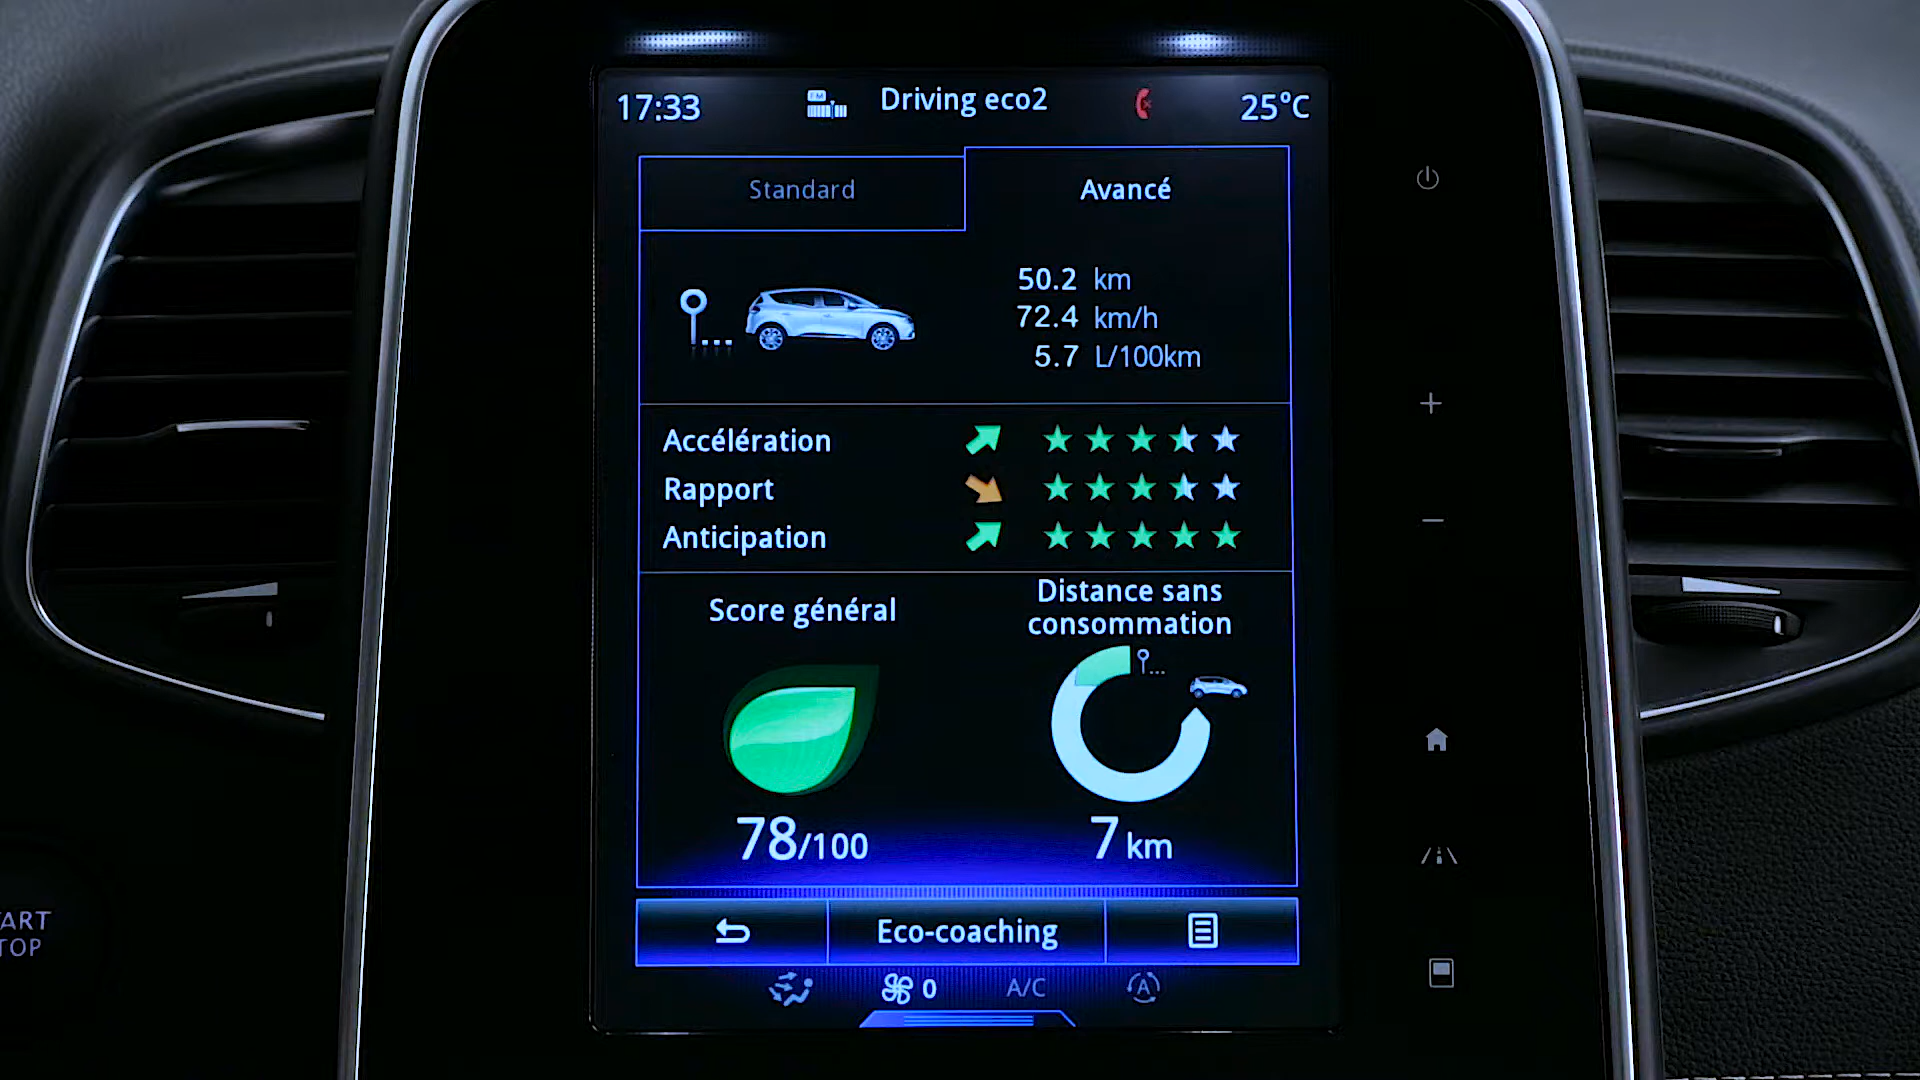 17:33 FM Driving eco2 25°C
Standard Avancé
50.2 km
72.4 km/h
5.7 L/100km
Accélération
Rapport
Anticipation
Score général
Distance sans
consommation
78/100
7 km
Eco-coaching
0 A/C A
ART
TOP